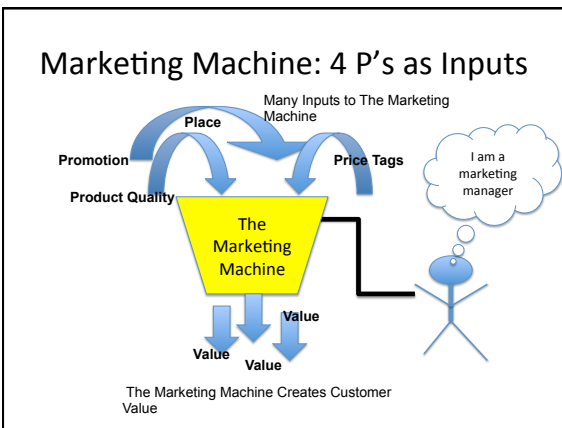 Marketing Machine: 4 P's as Inputs
Many Inputs to The Marketing
Machine
Place
Promotion
Price Tags
Product Quality
I am a
marketing
manager
The
Marketing
Machine
Value
Value
Value
The Marketing Machine Creates Customer
Value